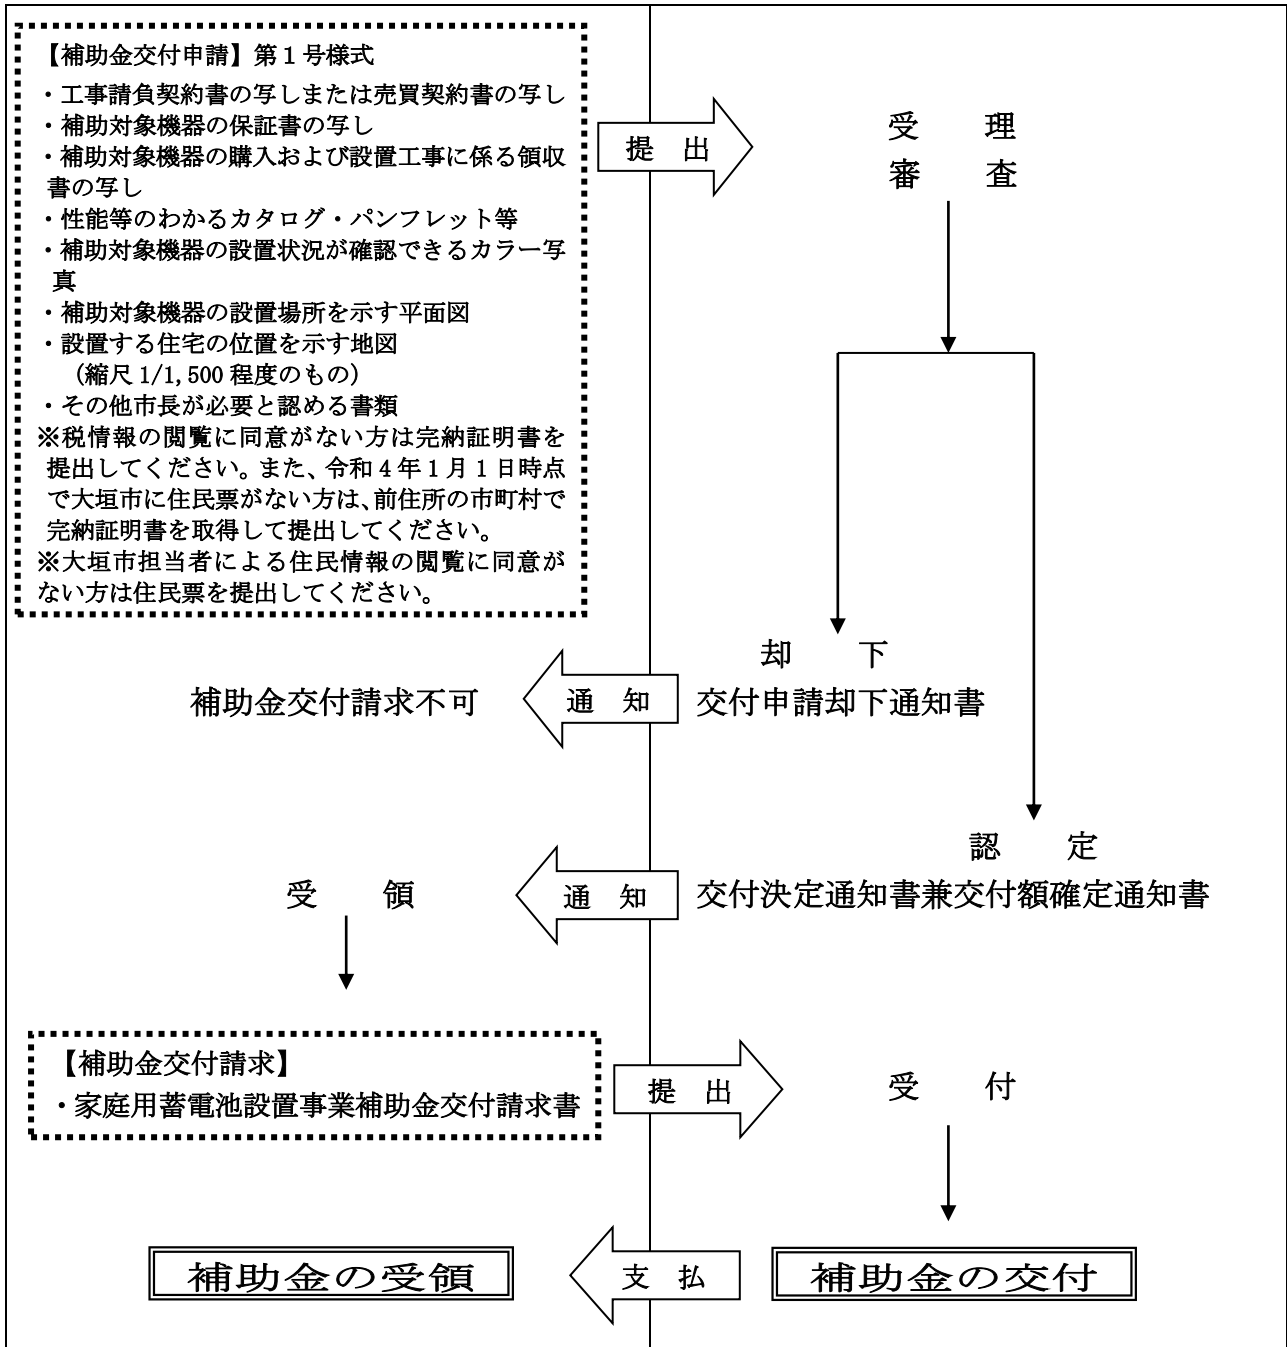 【補助金交付申請】第1号様式
・工事請負契約書の写しまたは売買契約書の写し
・補助対象機器の保証書の写し
・補助対象機器の購入および設置工事に係る領収
書の写し
・性能等のわかるカタログ・パンフレット等
・補助対象機器の設置状況が確認できるカラー写
真
・補助対象機器の設置場所を示す平面図
・設置する住宅の位置を示す地図
（縮尺1/1,500程度のもの）
・その他市長が必要と認める書類
※税情報の閲覧に同意がない方は完納証明書を
提出してください。また、令和4年1月1日時点
で大垣市に住民票がない方は、前住所の市町村で
完納証明書を取得して提出してください。
※大垣市担当者による住民情報の閲覧に同意が
ない方は住民票を提出してください。
提　出
受　　理
審　　査
却　　下
補助金交付請求不可
通　知
交付申請却下通知書
認　　定
受　　領
通　知
交付決定通知書兼交付額確定通知書
【補助金交付請求】
・家庭用蓄電池設置事業補助金交付請求書
提　出
受　　付
補助金の受領
支　払
補助金の交付